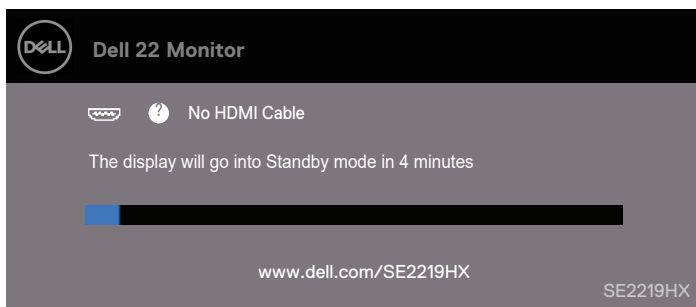 DELL
Dell 22 Monitor
? No HDMI Cable
The display will go into Standby mode in 4 minutes
www.dell.com/SE2219HX
SE2219HX